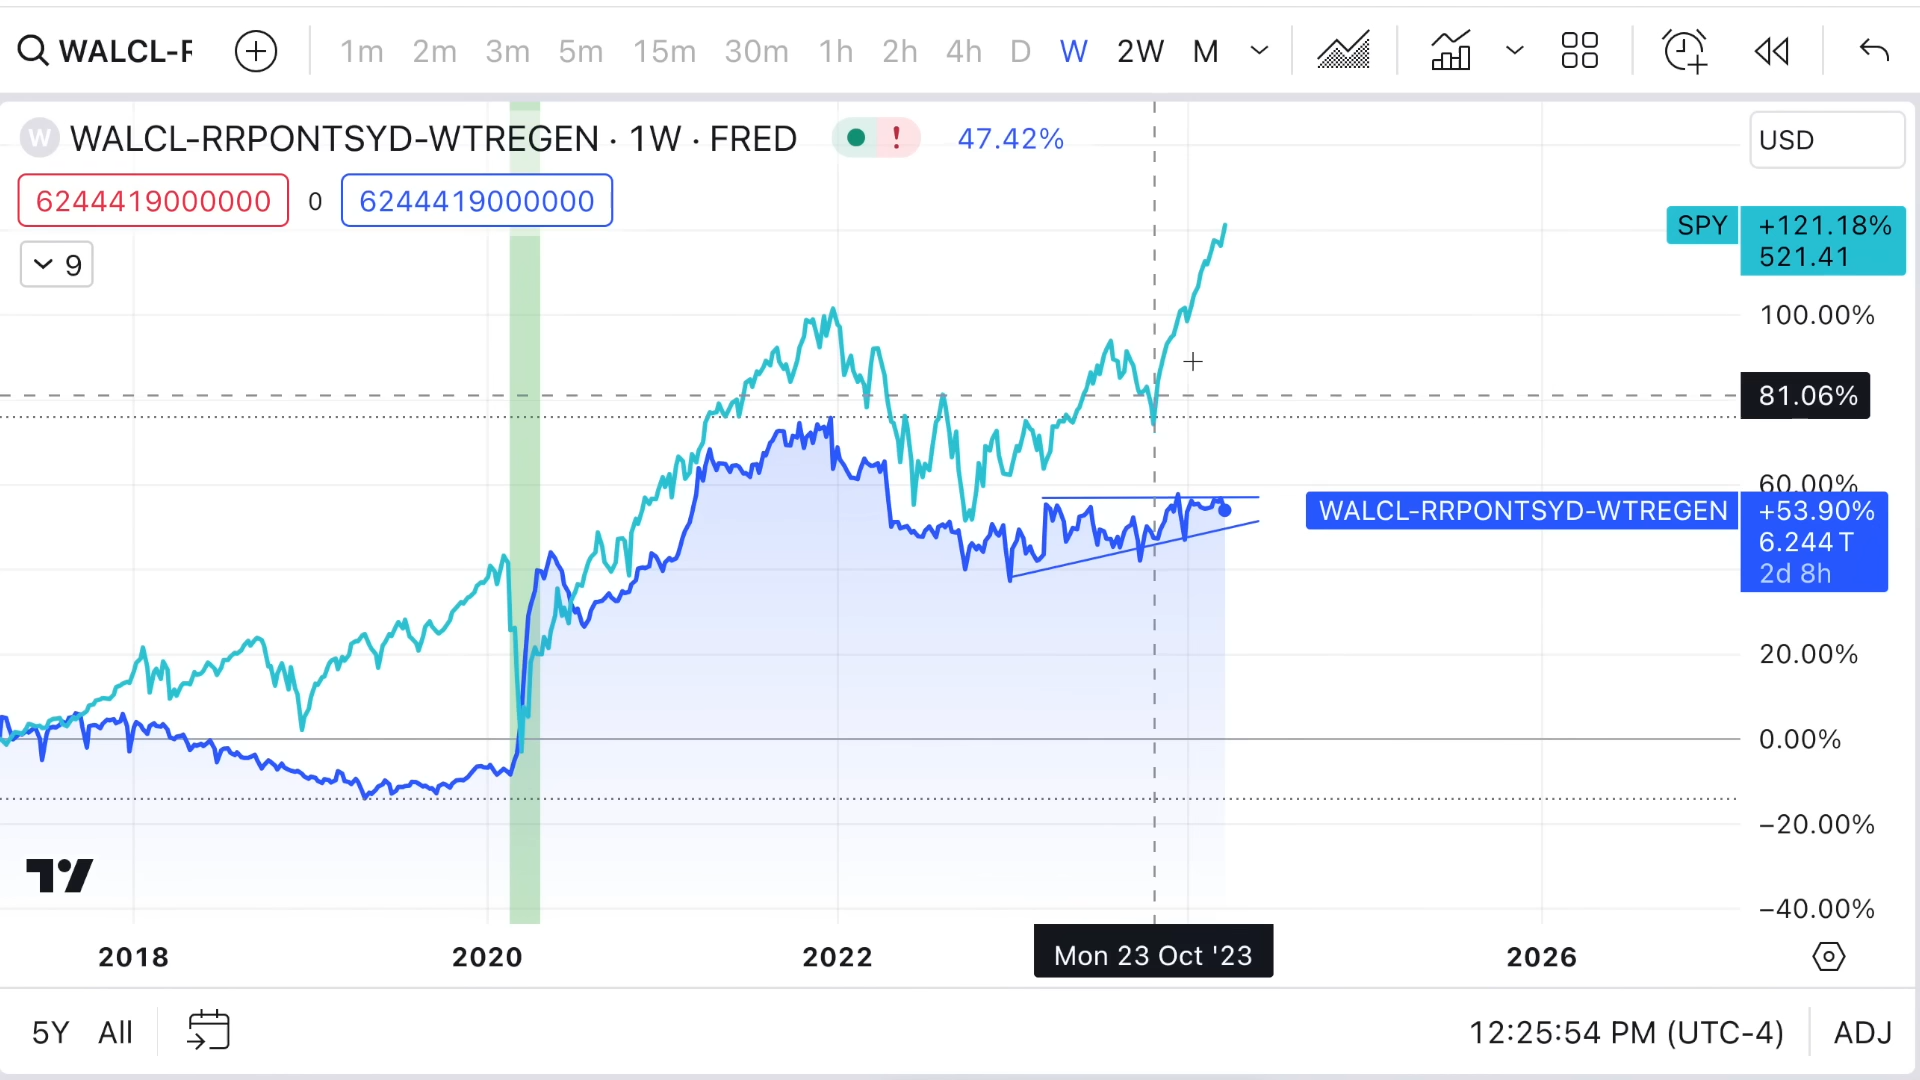 WALCL-R 1m 2m 3m 5m 15m 30m 1h 2h 4h D W 2W M
W WALCL-RRPONTSYD-WTREGEN · 1W · FRED ! 47.42% USD
6244419000000 0 6244419000000
9
SPY +121.18%
521.41
100.00%
81.06%
60.00%
WALCL-RRPONTSYD-WTREGEN +53.90%
6.244 T
2d 8h
20.00%
0.00%
−20.00%
−40.00%
2018 2020 2022 Mon 23 Oct '23 2026
5Y All 12:25:54 PM (UTC-4) ADJ